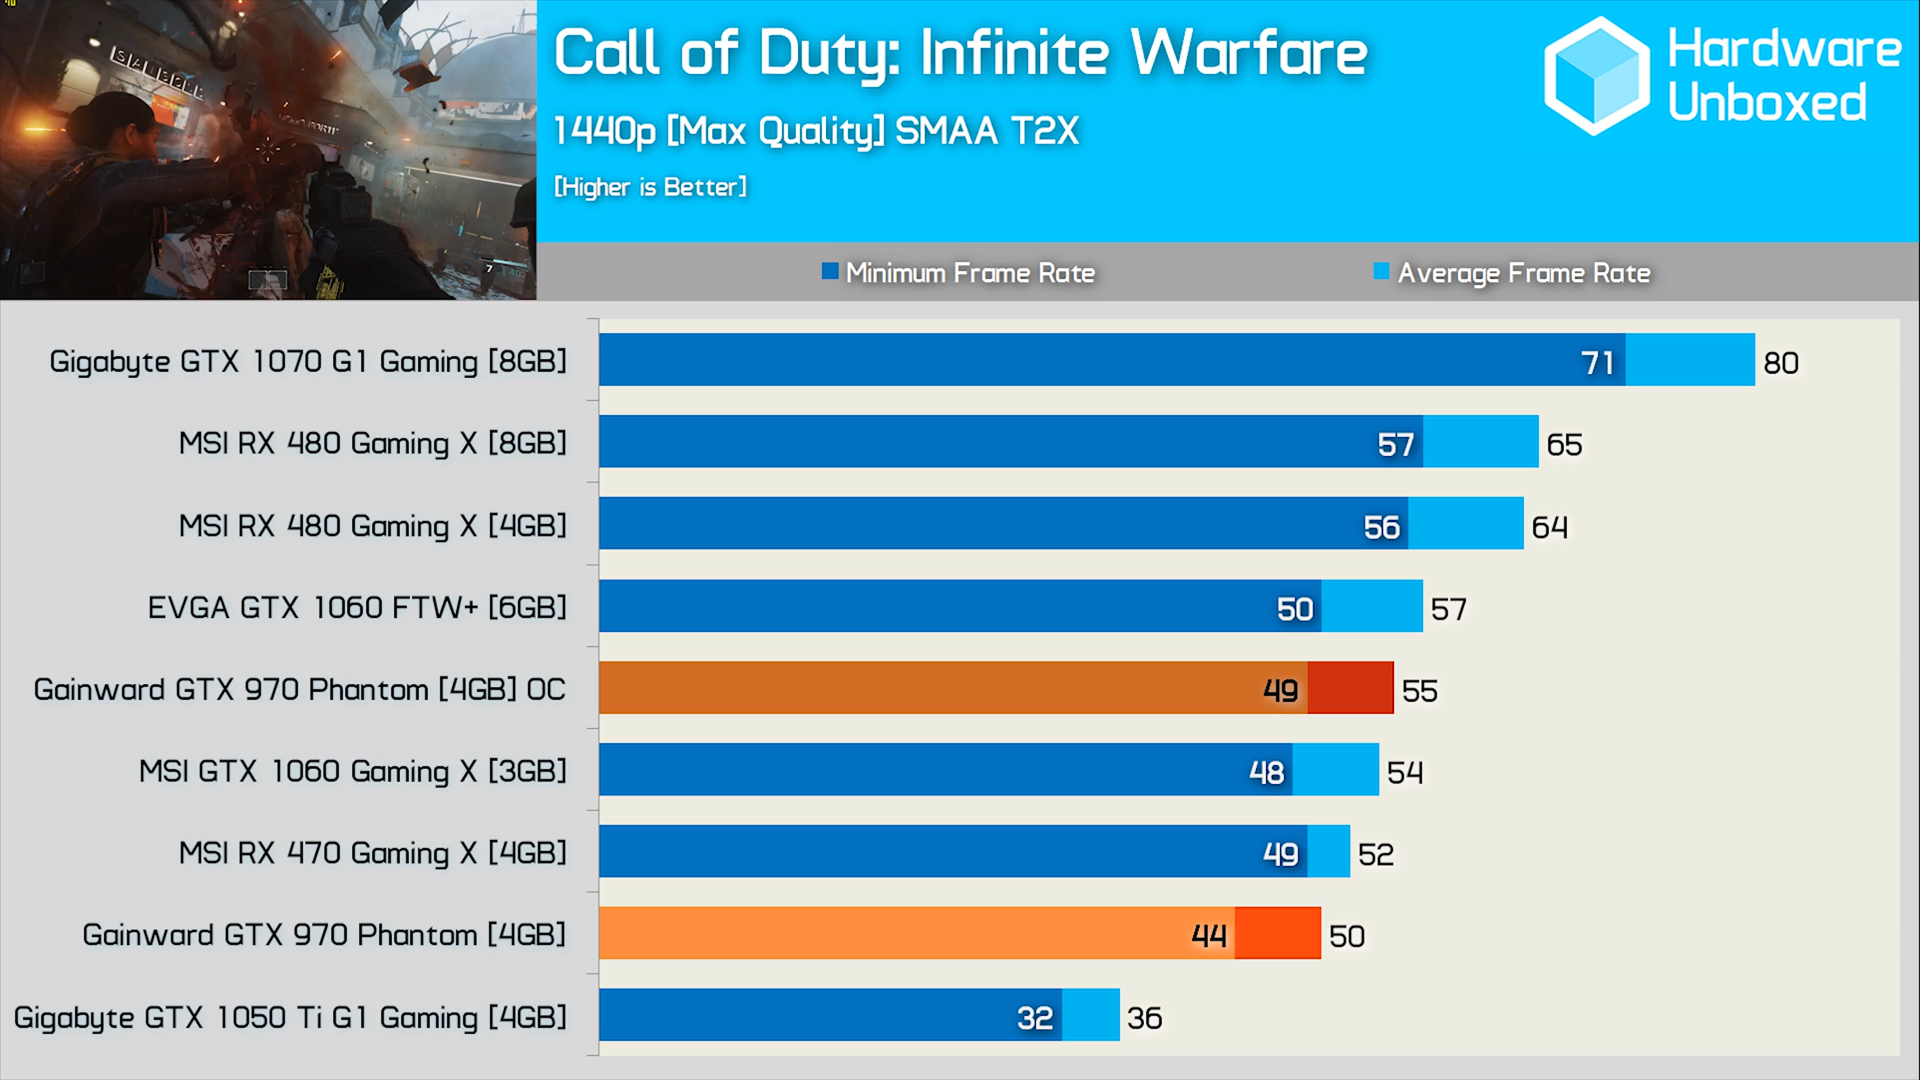 Call of Duty: Infinite Warfare
1440p [Max Quality] SMAA T2X
[Higher is Better]
Hardware
Unboxed
Minimum Frame Rate
Average Frame Rate
Gigabyte GTX 1070 G1 Gaming [8GB] 71 80
MSI RX 480 Gaming X [8GB] 57 65
MSI RX 480 Gaming X [4GB] 56 64
EVGA GTX 1060 FTW+ [6GB] 50 57
Gainward GTX 970 Phantom [4GB] OC 49 55
MSI GTX 1060 Gaming X [3GB] 48 54
MSI RX 470 Gaming X [4GB] 49 52
Gainward GTX 970 Phantom [4GB] 44 50
Gigabyte GTX 1050 Ti G1 Gaming [4GB] 32 36
7